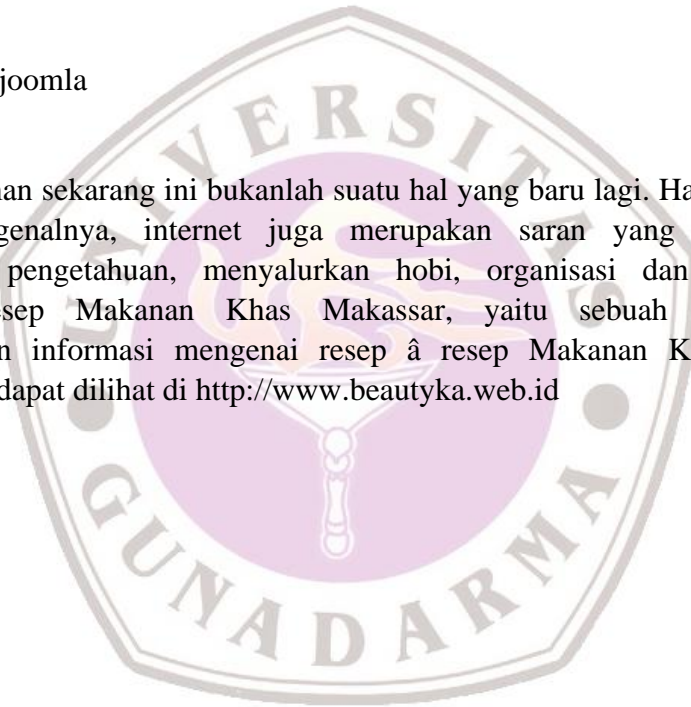 joomla
an sekarang ini bukanlah suatu hal yang baru lagi. Ha
genalnya, internet juga merupakan saran yang
pengetahuan, menyalurkan hobi, organisasi dan
esep Makanan Khas Makassar, yaitu sebuah
n informasi mengenai resep â resep Makanan K
dapat dilihat di http://www.beautyka.web.id
UNIVERSITAS
GUNADARMA